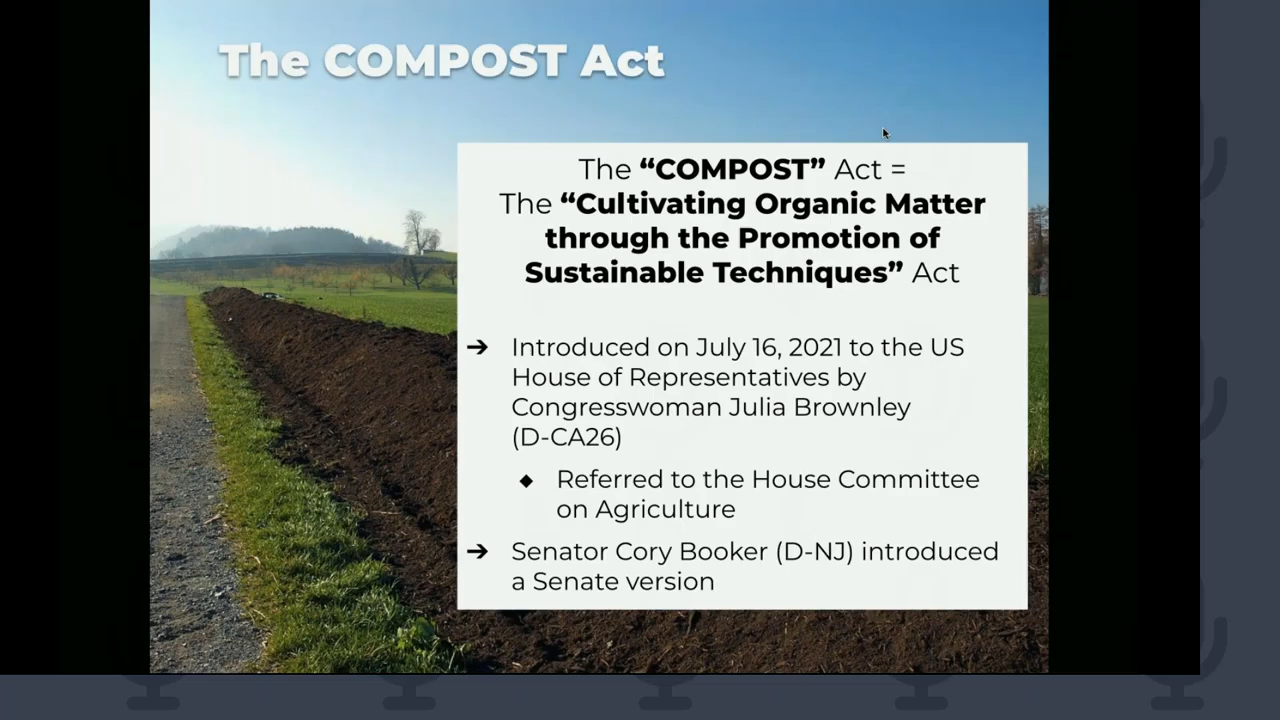 The COMPOST Act
The “COMPOST” Act =
The “Cultivating Organic Matter
through the Promotion of
Sustainable Techniques” Act
➔ Introduced on July 16, 2021 to the US
House of Representatives by
Congresswoman Julia Brownley
(D-CA26)
◆ Referred to the House Committee
on Agriculture
➔ Senator Cory Booker (D-NJ) introduced
a Senate version